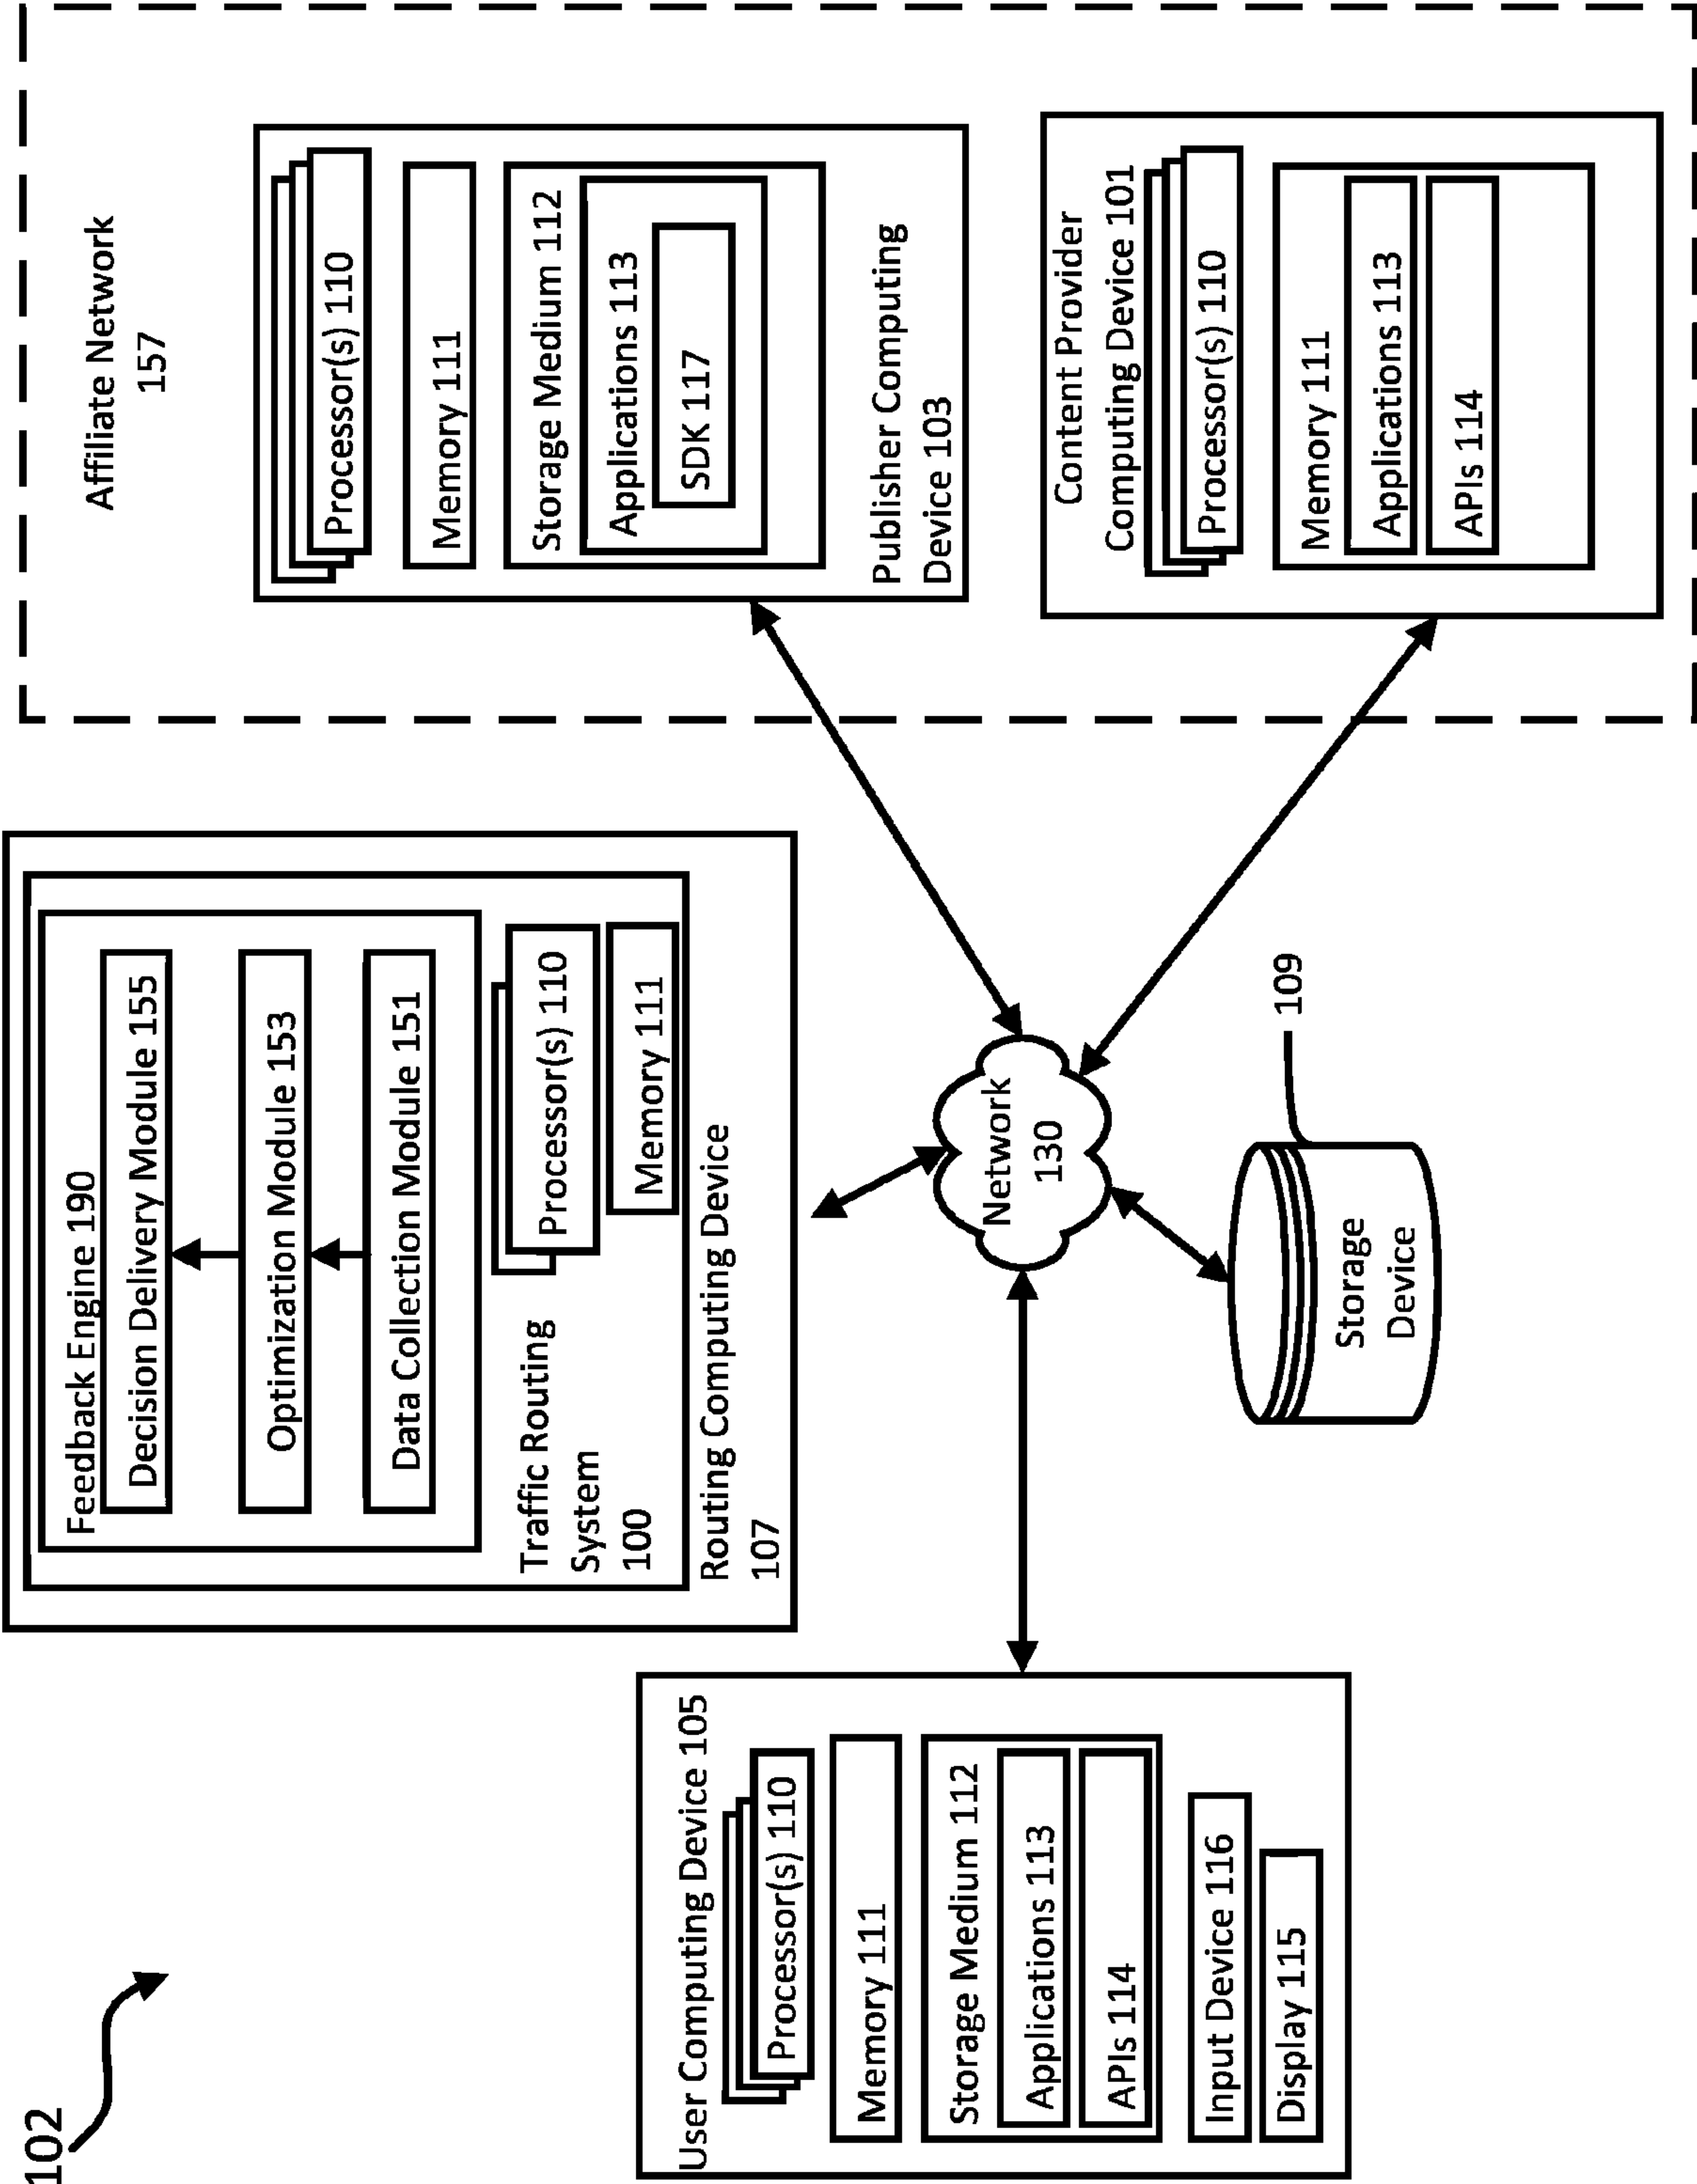 102
User Computing Device 105
Processor(s) 110
Memory 111
Storage Medium 112
Applications 113
APIs 114
Input Device 116
Display 115
Feedback Engine 190
Decision Delivery Module 155
Optimization Module 153
Data Collection Module 151
Traffic Routing
System
100
Processor(s) 110
Memory 111
Routing Computing Device
107
Network
130
Storage
Device
109
Affiliate Network
157
Processor(s) 110
Memory 111
Storage Medium 112
Applications 113
SDK 117
Publisher Computing
Device 103
Content Provider
Computing Device 101
Processor(s) 110
Memory 111
Applications 113
APIs 114